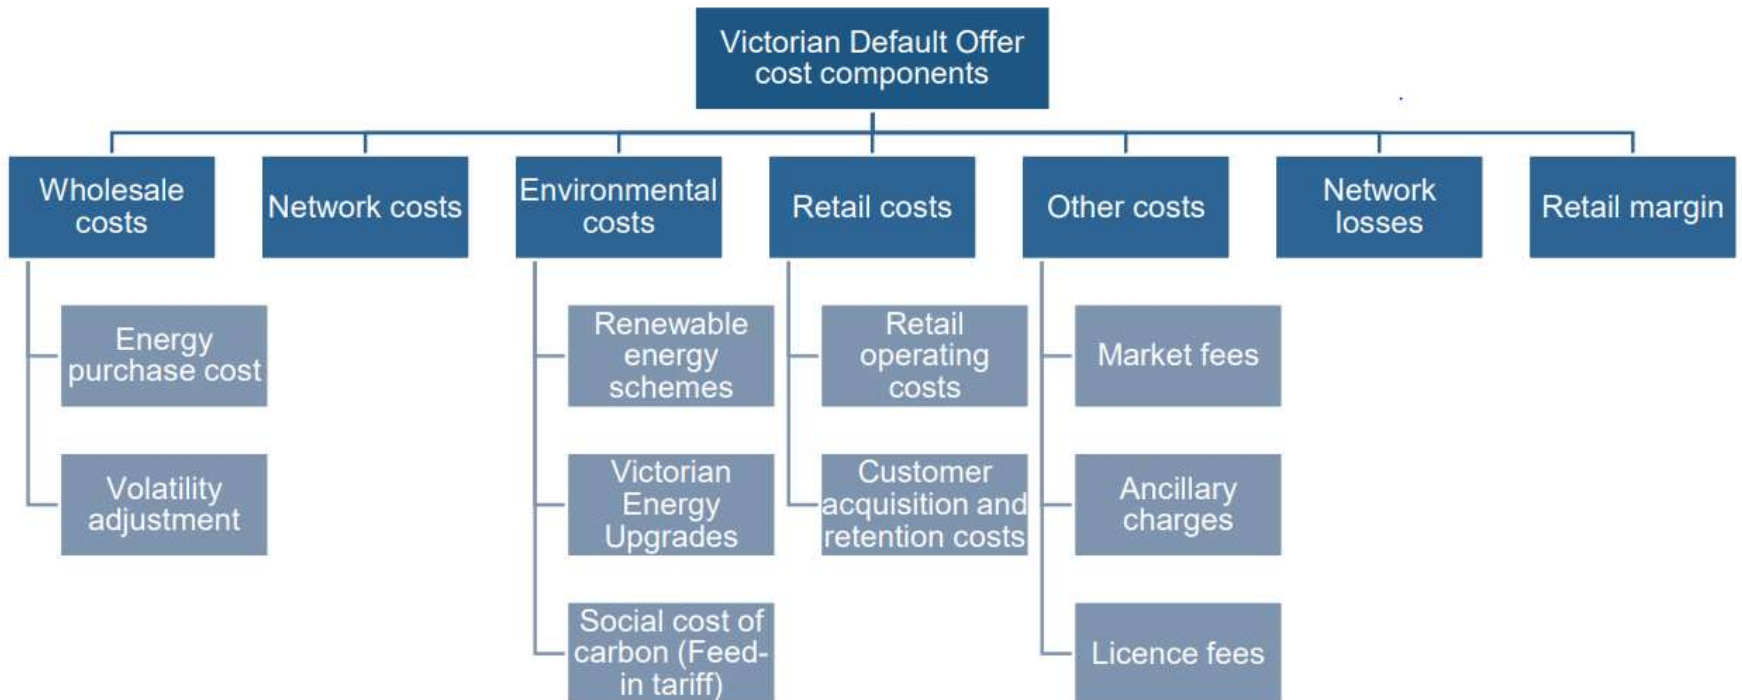 Victorian Default Offer
cost components
Wholesale
costs
Network costs
Environmental
costs
Retail costs
Other costs
Network
losses
Retail margin
Energy
purchase cost
Volatility
adjustment
Renewable
energy
schemes
Victorian
Energy
Upgrades
Social cost of
carbon (Feed-
in tariff)
Retail
operating
costs
Customer
acquisition and
retention costs
Market fees
Ancillary
charges
Licence fees